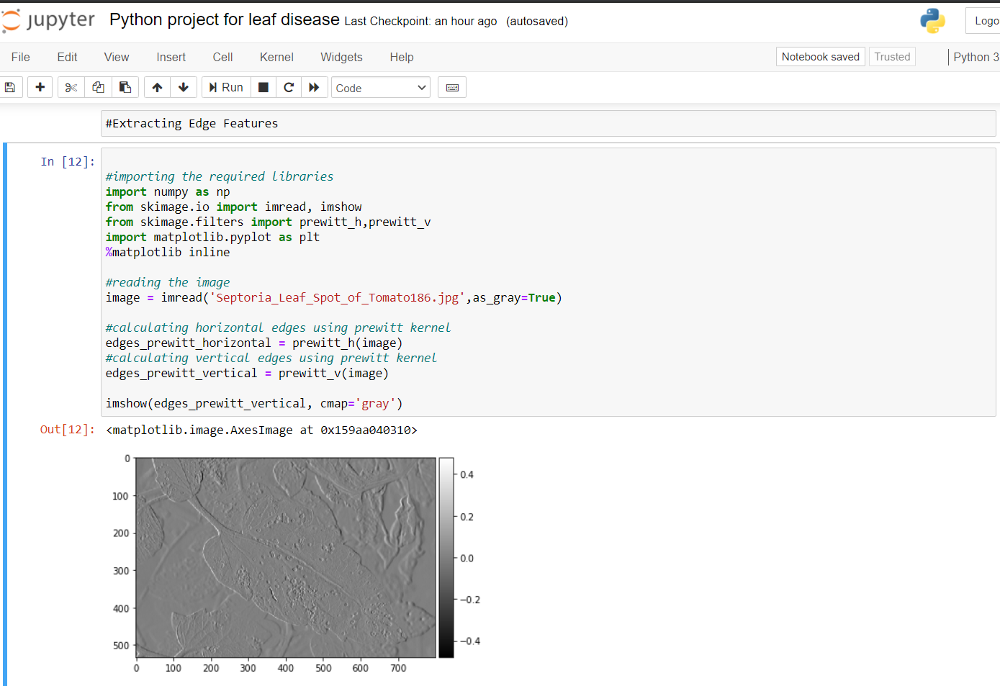 jupyter Python project for leaf disease Last Checkpoint: an hour ago (autosaved)
Logo
File Edit View Insert Cell Kernel Widgets Help
Notebook saved Trusted Python 3
Run Code
#Extracting Edge Features
In [12]:
#importing the required libraries
import numpy as np
from skimage.io import imread, imshow
from skimage.filters import prewitt_h,prewitt_v
import matplotlib.pyplot as plt
%matplotlib inline
#reading the image
image = imread('Septoria_Leaf_Spot_of_Tomato186.jpg',as_gray=True)
#calculating horizontal edges using prewitt kernel
edges_prewitt_horizontal = prewitt_h(image)
#calculating vertical edges using prewitt kernel
edges_prewitt_vertical = prewitt_v(image)
imshow(edges_prewitt_vertical, cmap='gray')
Out[12]: <matplotlib.image.AxesImage at 0x159aa040310>
0
100
200
300
400
500
0 100 200 300 400 500 600 700
0.4
0.2
0.0
−0.2
−0.4